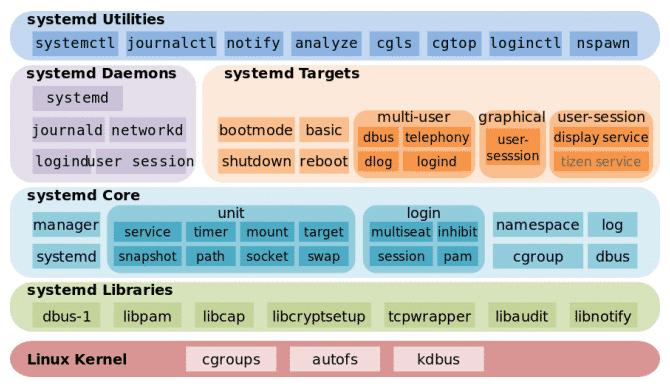 systemd Utilities
systemctl journalctl notify analyze cgls cgtop loginctl nspawn
systemd Daemons
systemd
journald networkd
logind user session
systemd Targets
bootmode basic
shutdown reboot
multi-user
dbus telephony
dlog logind
graphical
user-
sesssion
user-session
display service
tizen service
systemd Core
manager
systemd
unit
service timer mount target
snapshot path socket swap
login
multiseat inhibit
session pam
namespace log
cgroup dbus
systemd Libraries
dbus-1 libpam libcap libcryptsetup tcpwrapper libaudit libnotify
Linux Kernel cgroups autofs kdbus